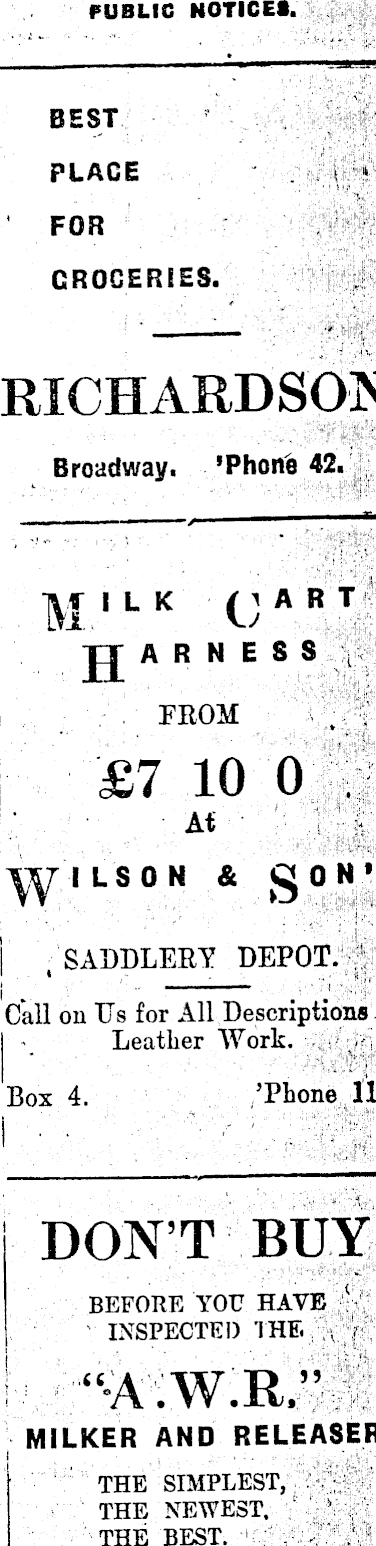 PUBLIC NOTICES.
BEST
PLACE
FOR
GROCERIES.
RICHARDSON
Broadway. 'Phone 42.
MILK CART
HARNESS
FROM
£7 10 0
At
WILSON & SON'
SADDLERY DEPOT.
Call on Us for All Descriptions
Leather Work.
Box 4. 'Phone 11
DON'T BUY
BEFORE YOU HAVE
INSPECTED THE
"A.W.R."
MILKER AND RELEASER
THE SIMPLEST,
THE NEWEST,
THE BEST.